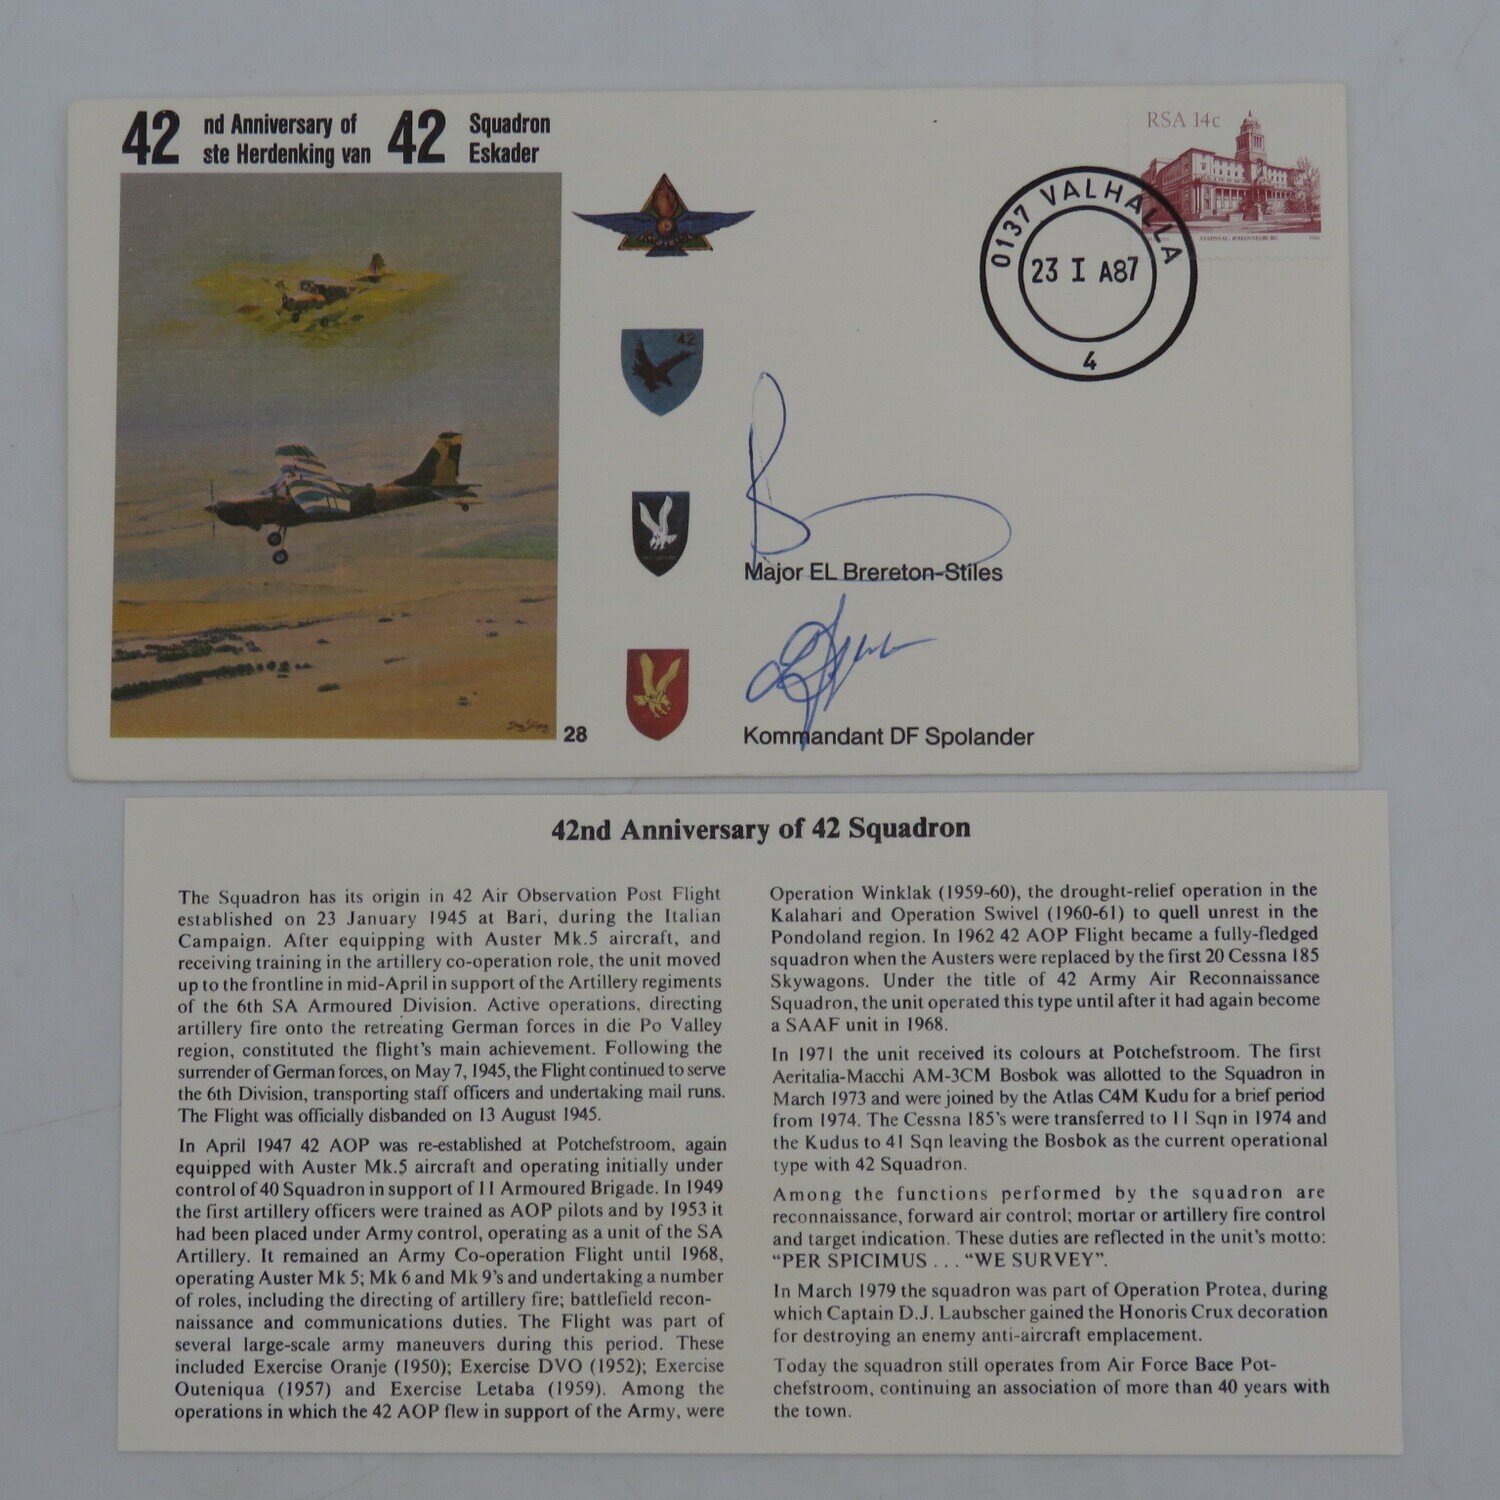 42 nd Anniversary of 42 Squadron
ste Herdenking van Eskader
RSA 14c
STADSAAL, JOHANNESBURG
0137 VALHALLA
23 I A87
4
42
Major EL Brereton-Stiles
28
Kommandant DF Spolander
42nd Anniversary of 42 Squadron
The Squadron has its origin in 42 Air Observation Post Flight
established on 23 January 1945 at Bari, during the Italian
Campaign. After equipping with Auster Mk.5 aircraft, and
receiving training in the artillery co-operation role, the unit moved
up to the frontline in mid-April in support of the Artillery regiments
of the 6th SA Armoured Division. Active operations, directing
artillery fire onto the retreating German forces in die Po Valley
region, constituted the flight's main achievement. Following the
surrender of German forces, on May 7, 1945, the Flight continued to serve
the 6th Division, transporting staff officers and undertaking mail runs.
The Flight was officially disbanded on 13 August 1945.
In April 1947 42 AOP was re-established at Potchefstroom, again
equipped with Auster Mk.5 aircraft and operating initially under
control of 40 Squadron in support of 11 Armoured Brigade. In 1949
the first artillery officers were trained as AOP pilots and by 1953 it
had been placed under Army control, operating as a unit of the SA
Artillery. It remained an Army Co-operation Flight until 1968,
operating Auster Mk 5; Mk 6 and Mk 9's and undertaking a number
of roles, including the directing of artillery fire; battlefield recon-
naissance and communications duties. The Flight was part of
several large-scale army maneuvers during this period. These
included Exercise Oranje (1950); Exercise DVO (1952); Exercise
Outeniqua (1957) and Exercise Letaba (1959). Among the
operations in which the 42 AOP flew in support of the Army, were
Operation Winklak (1959-60), the drought-relief operation in the
Kalahari and Operation Swivel (1960-61) to quell unrest in the
Pondoland region. In 1962 42 AOP Flight became a fully-fledged
squadron when the Austers were replaced by the first 20 Cessna 185
Skywagons. Under the title of 42 Army Air Reconnaissance
Squadron, the unit operated this type until after it had again become
a SAAF unit in 1968.
In 1971 the unit received its colours at Potchefstroom. The first
Aeritalia-Macchi AM-3CM Bosbok was allotted to the Squadron in
March 1973 and were joined by the Atlas C4M Kudu for a brief period
from 1974. The Cessna 185's were transferred to 11 Sqn in 1974 and
the Kudus to 41 Sqn leaving the Bosbok as the current operational
type with 42 Squadron.
Among the functions performed by the squadron are
reconnaissance, forward air control; mortar or artillery fire control
and target indication. These duties are reflected in the unit's motto:
“PER SPICIMUS . . . “WE SURVEY”.
In March 1979 the squadron was part of Operation Protea, during
which Captain D.J. Laubscher gained the Honoris Crux decoration
for destroying an enemy anti-aircraft emplacement.
Today the squadron still operates from Air Force Bace Pot-
chefstroom, continuing an association of more than 40 years with
the town.